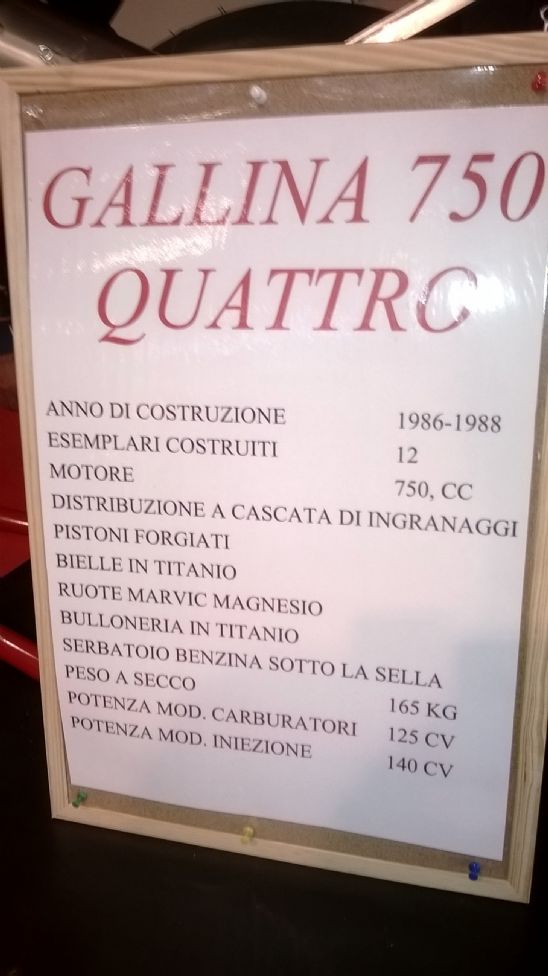 GALLINA 750
QUATTRO
ANNO DI COSTRUZIONE 1986-1988
ESEMPLARI COSTRUITI 12
MOTORE 750, CC
DISTRIBUZIONE A CASCATA DI INGRANAGGI
PISTONI FORGIATI
BIELLE IN TITANIO
RUOTE MARVIC MAGNESIO
BULLONERIA IN TITANIO
SERBATOIO BENZINA SOTTO LA SELLA
PESO A SECCO 165 KG
POTENZA MOD. CARBURATORI 125 CV
POTENZA MOD. INIEZIONE 140 CV